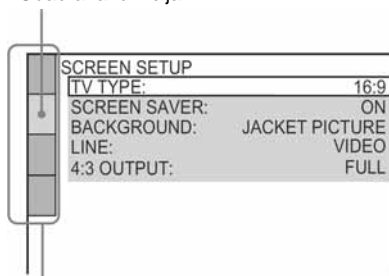 SCREEN SETUP
TV TYPE: 16:9
SCREEN SAVER: ON
BACKGROUND: JACKET PICTURE
LINE: VIDEO
4:3 OUTPUT: FULL